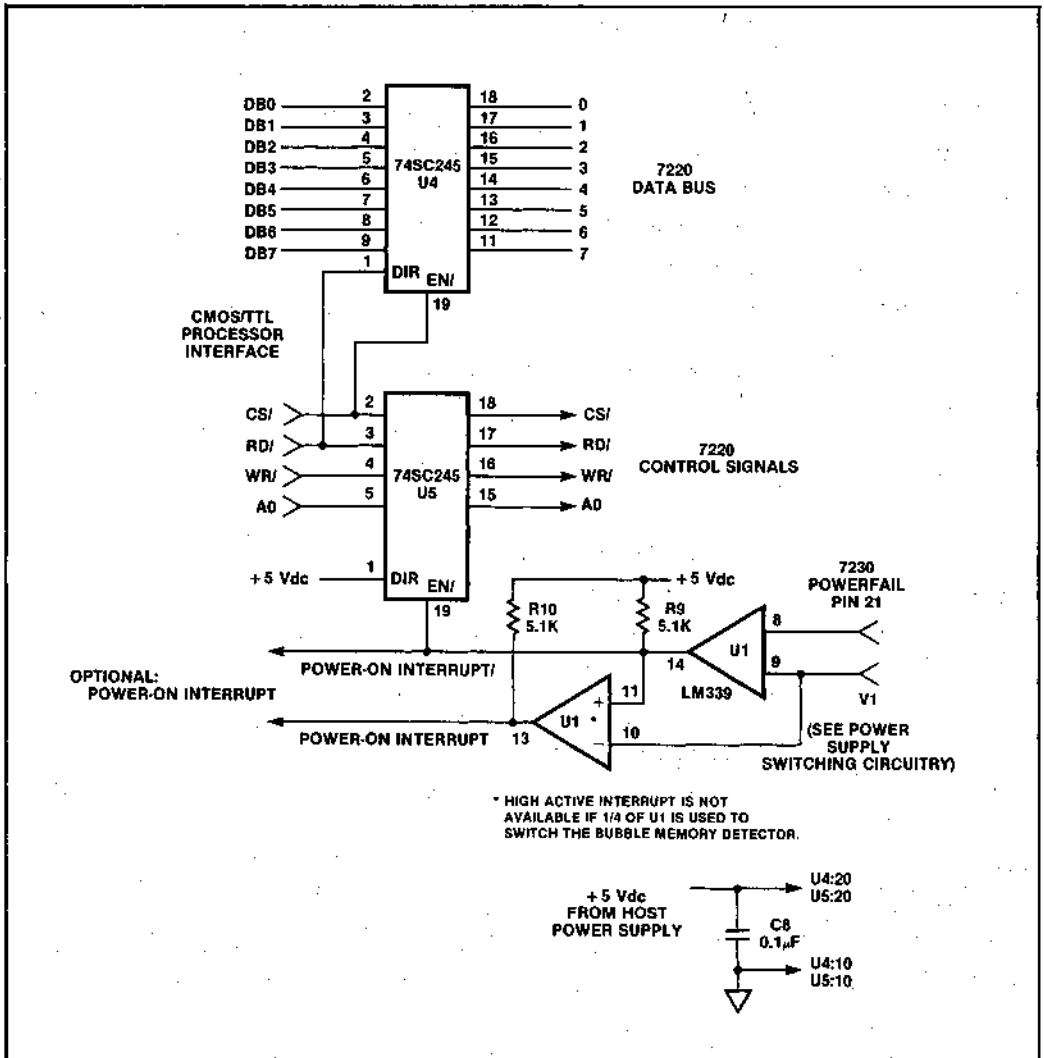 DB0 2 18 0
DB1 3 17 1
DB2 4 16 2
DB3 5 15 3
DB4 6 14 4
DB5 7 13 5
DB6 8 12 6
DB7 9 11 7
74SC245
U4
7220
DATA BUS
1 DIR EN/
19
CMOS/TTL
PROCESSOR
INTERFACE
CS/ 2 18 CS/
RD/ 3 17 RD/
WR/ 4 16 WR/
A0 5 15 A0
74SC245
U5
7220
CONTROL SIGNALS
+5 Vdc 1 DIR EN/
19
R10
5.1K
R9
5.1K
+5 Vdc
7230
POWERFAIL
PIN 21
8
9
U1
14
LM339
V1
(SEE POWER
SUPPLY
SWITCHING CIRCUITRY)
OPTIONAL:
POWER-ON INTERRUPT
POWER-ON INTERRUPT/
POWER-ON INTERRUPT 13
U1 *
+ 11
− 10
* HIGH ACTIVE INTERRUPT IS NOT
AVAILABLE IF 1/4 OF U1 IS USED TO
SWITCH THE BUBBLE MEMORY DETECTOR.
+5 Vdc
FROM HOST
POWER SUPPLY
U4:20
U5:20
C8
0.1µF
U4:10
U5:10